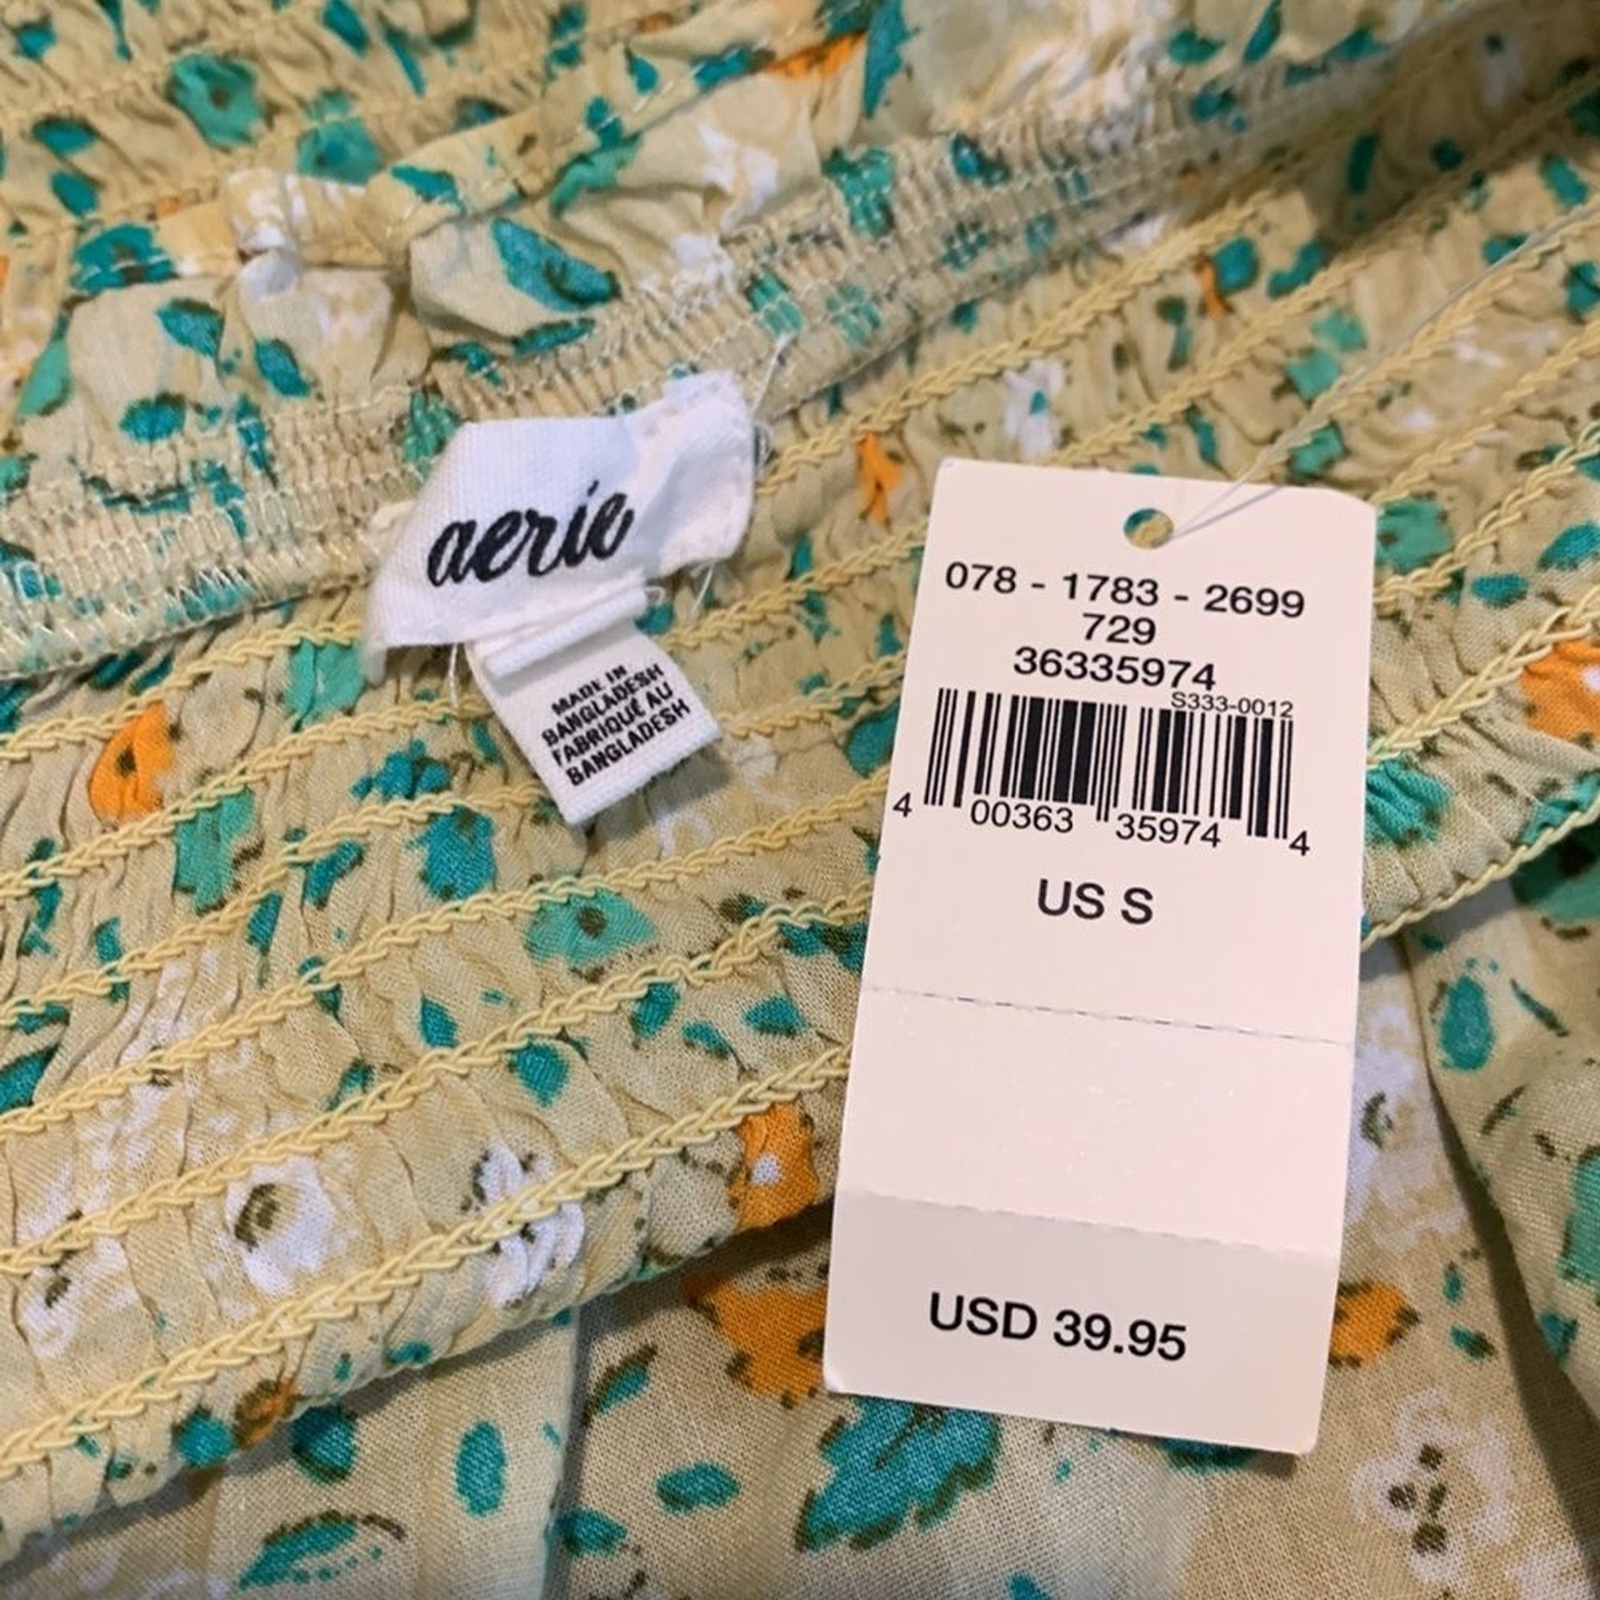 aerie
MADE IN
BANGLADESH
FABRIQUÉ AU
BANGLADESH
078 - 1783 - 2699
729
36335974
S333-0012
4 00363 35974 4
US S
USD 39.95